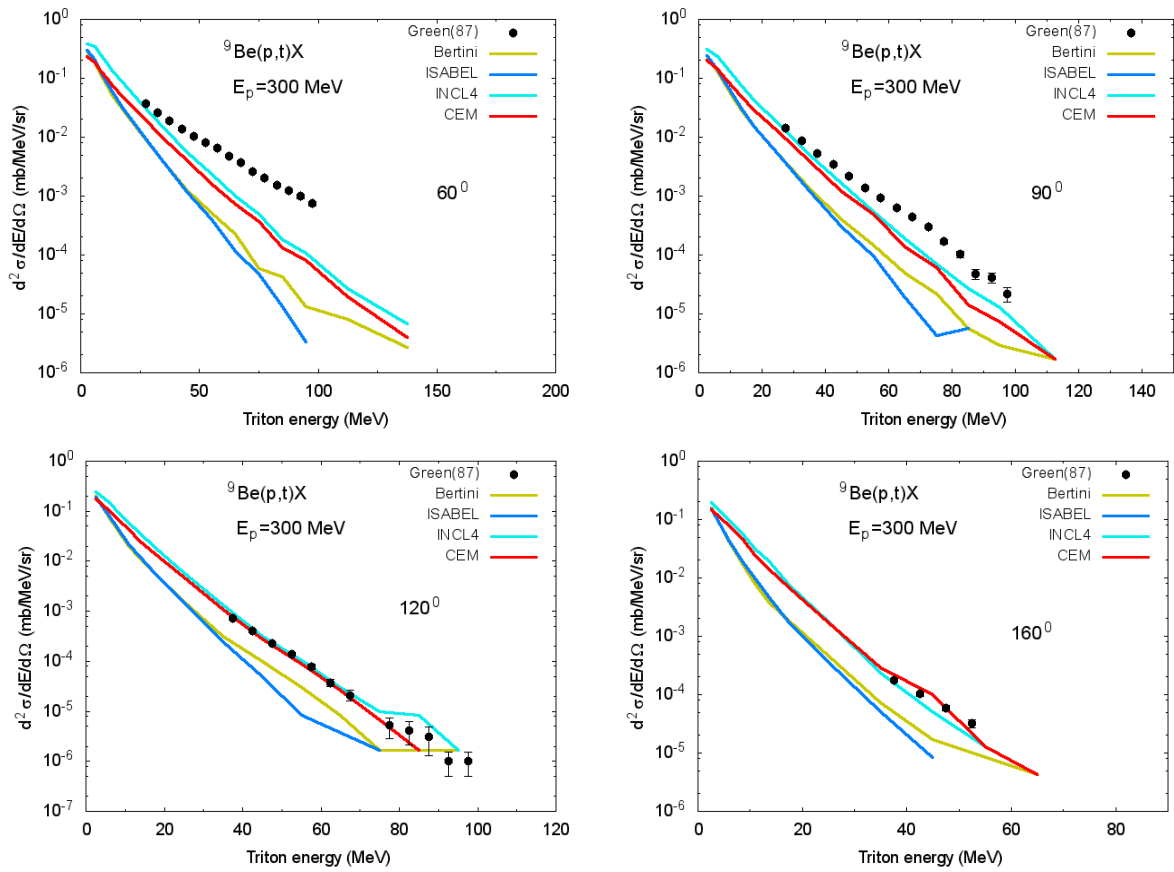 10⁰
10⁻¹
10⁻²
10⁻³
10⁻⁴
10⁻⁵
10⁻⁶
d² σ/dE/dΩ (mb/MeV/sr)
⁹Be(p,t)X
Eₚ=300 MeV
Green(87)
Bertini
ISABEL
INCL4
CEM
60⁰
0
50
100
150
200
Triton energy (MeV)
10⁰
10⁻¹
10⁻²
10⁻³
10⁻⁴
10⁻⁵
10⁻⁶
d² σ/dE/dΩ (mb/MeV/sr)
⁹Be(p,t)X
Eₚ=300 MeV
Green(87)
Bertini
ISABEL
INCL4
CEM
90⁰
0
20
40
60
80
100
120
140
Triton energy (MeV)
10⁰
10⁻¹
10⁻²
10⁻³
10⁻⁴
10⁻⁵
10⁻⁶
10⁻⁷
d² σ/dE/dΩ (mb/MeV/sr)
⁹Be(p,t)X
Eₚ=300 MeV
Green(87)
Bertini
ISABEL
INCL4
CEM
120⁰
0
20
40
60
80
100
120
Triton energy (MeV)
10⁰
10⁻¹
10⁻²
10⁻³
10⁻⁴
10⁻⁵
10⁻⁶
d² σ/dE/dΩ (mb/MeV/sr)
⁹Be(p,t)X
Eₚ=300 MeV
Green(87)
Bertini
ISABEL
INCL4
CEM
160⁰
0
20
40
60
80
Triton energy (MeV)